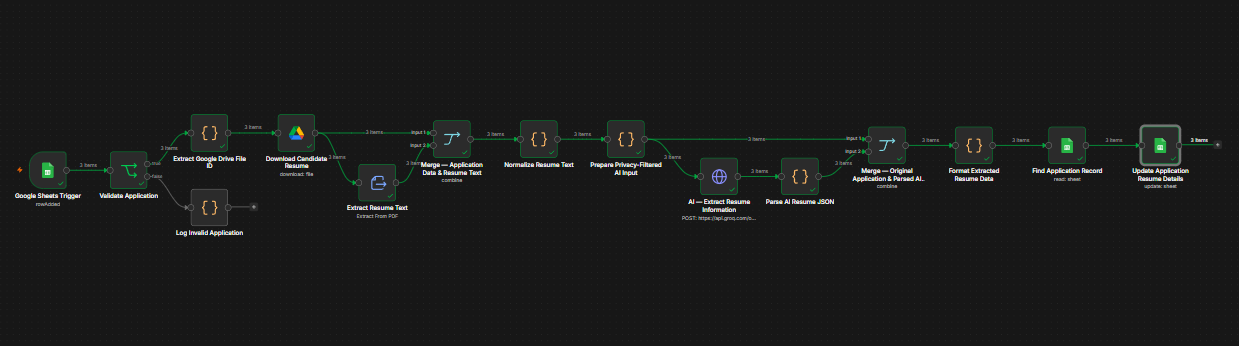 Google Sheets Trigger
rowAdded
3 items
Validate Application
true
false
3 items
Extract Google Drive File
ID
Log Invalid Application
3 items
Download Candidate
Resume
download: file
3 items
3 items
Extract Resume Text
Extract From PDF
3 items
Input 1
Input 2
Merge — Application
Data & Resume Text
combine
3 items
Normalize Resume Text
3 items
Prepare Privacy-Filtered
AI Input
3 items
3 items
AI — Extract Resume
Information
POST: https://api.groq.com/o...
3 items
Parse AI Resume JSON
3 items
Input 1
Input 2
Merge — Original
Application & Parsed AI...
combine
3 items
Format Extracted
Resume Data
3 items
Find Application Record
read: sheet
3 items
Update Application
Resume Details
update: sheet
3 items